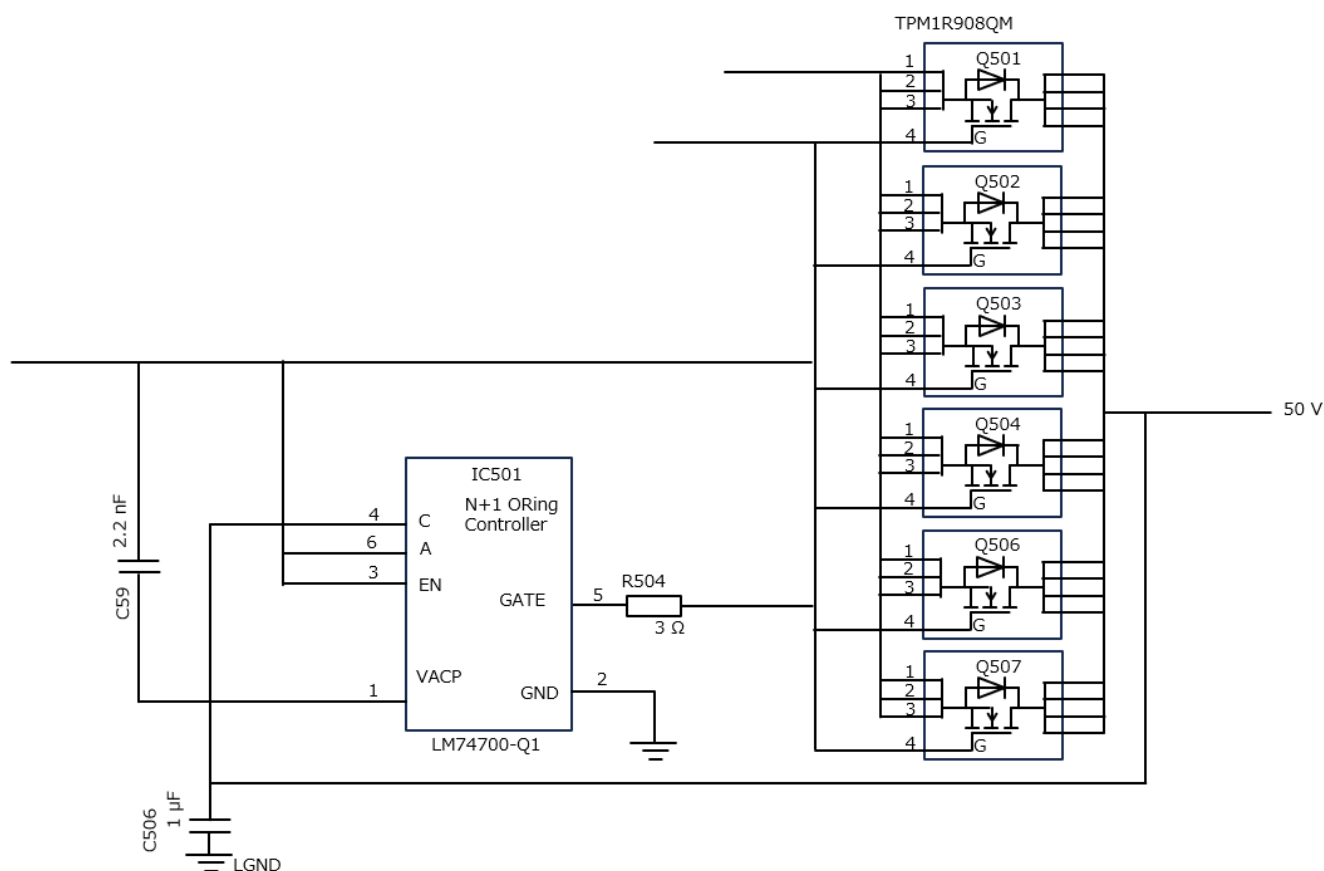 TPM1R908QM
Q501
1
2
3
4
G
Q502
1
2
3
4
G
Q503
1
2
3
4
G
50 V
Q504
1
2
3
4
G
IC501
N+1 ORing
Controller
4
C
6
A
3
EN
GATE
5
R504
3 Ω
2.2 nF
C59
Q506
1
2
3
4
G
VACP
1
GND
2
LM74700-Q1
Q507
1
2
3
4
G
1 µF
C506
LGND